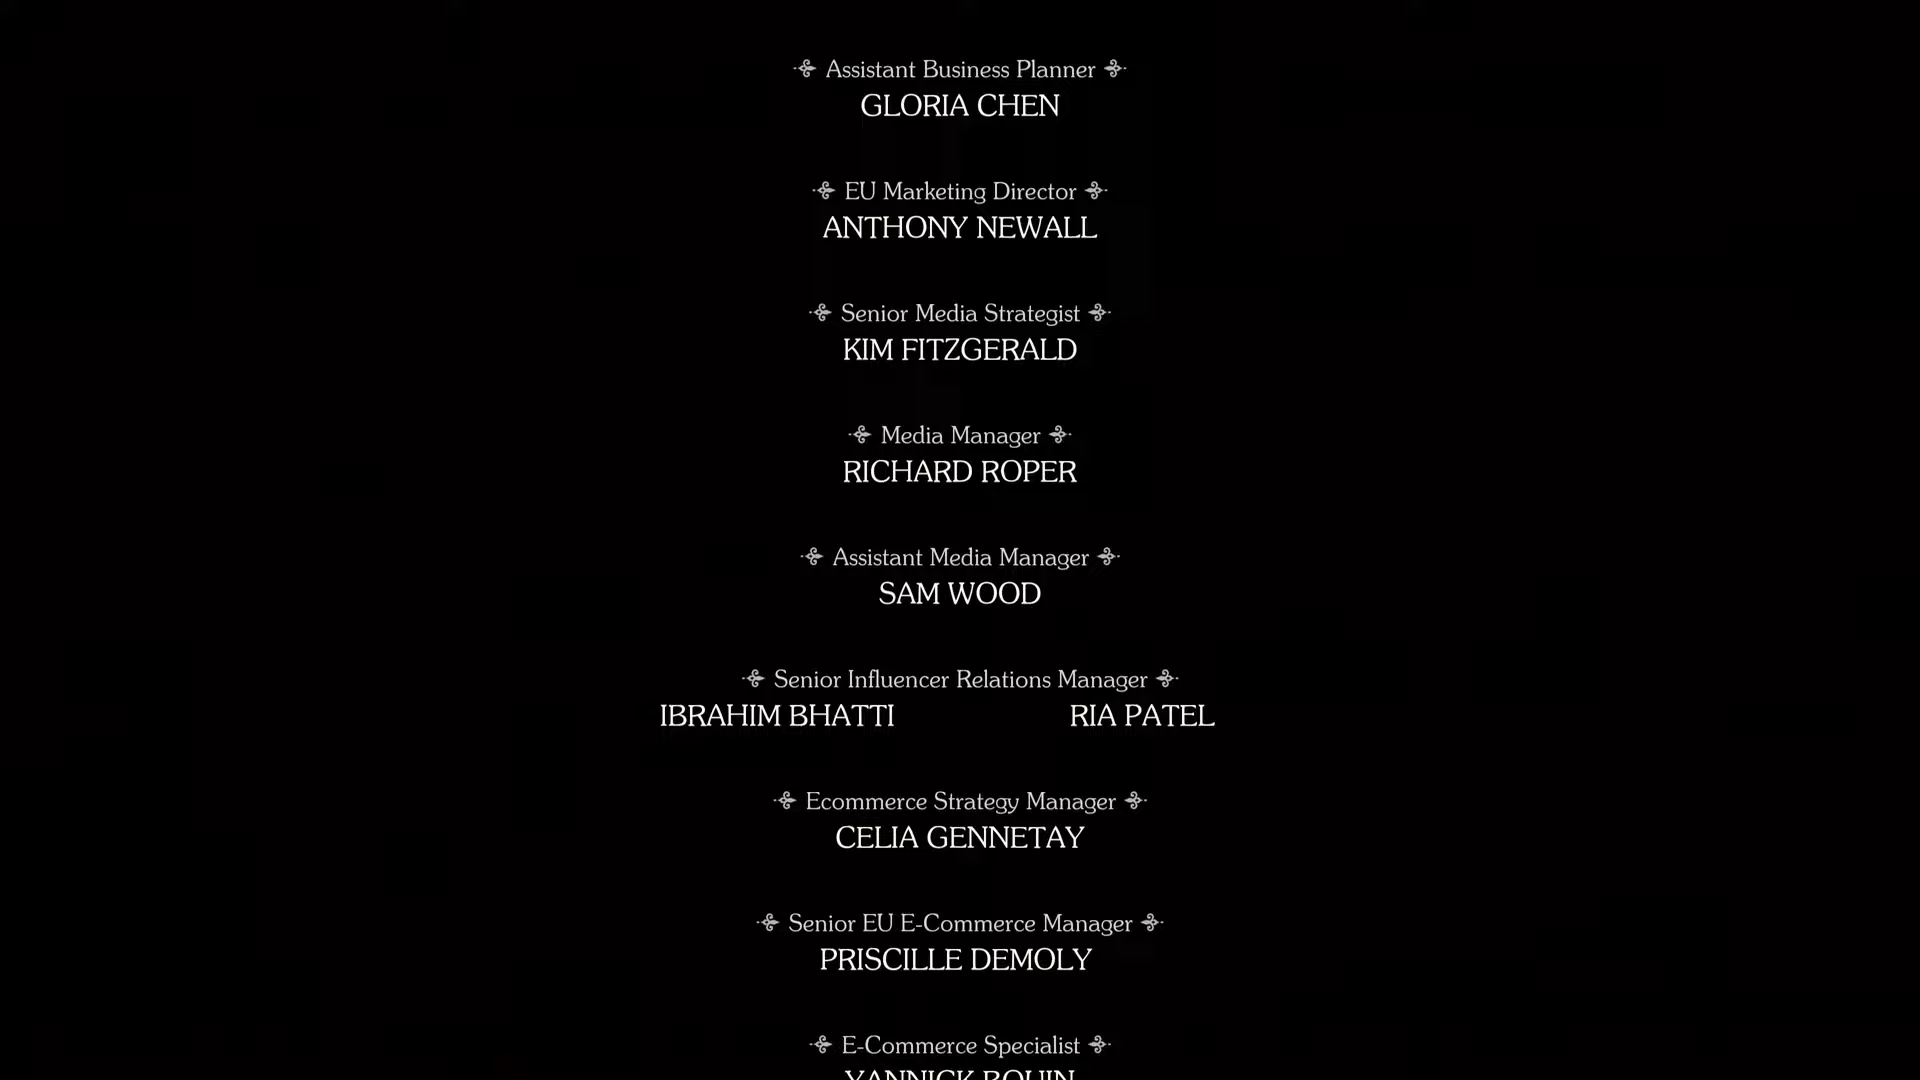 Assistant Business Planner
GLORIA CHEN
EU Marketing Director
ANTHONY NEWALL
Senior Media Strategist
KIM FITZGERALD
Media Manager
RICHARD ROPER
Assistant Media Manager
SAM WOOD
Senior Influencer Relations Manager
IBRAHIM BHATTI RIA PATEL
Ecommerce Strategy Manager
CELIA GENNETAY
Senior EU E-Commerce Manager
PRISCILLE DEMOLY
E-Commerce Specialist
YANNICK